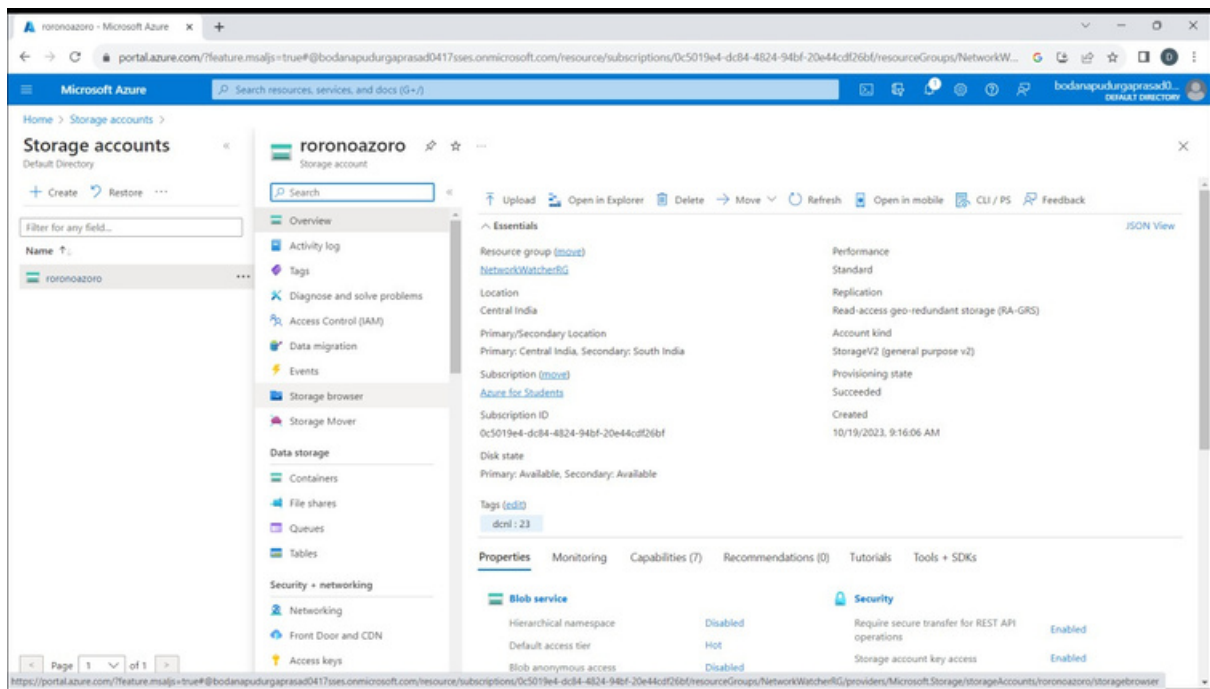 roronoazoro - Microsoft Azure
portal.azure.com/?feature.msaljs=true#@bodanapudurgaprasad0417sses.onmicrosoft.com/resource/subscriptions/0c5019e4-dc84-4824-94bf-20e44cdf26bf/resourceGroups/NetworkW...
Microsoft Azure
Search resources, services, and docs (G+/)
bodanapudurgaprasad0...
DEFAULT DIRECTORY
Home > Storage accounts >
Storage accounts
Default Directory
+ Create Restore ...
Filter for any field...
Name ↑
roronoazoro ...
Page 1 of 1
roronoazoro ...
Storage account
Search
Overview
Activity log
Tags
Diagnose and solve problems
Access Control (IAM)
Data migration
Events
Storage browser
Storage Mover
Data storage
Containers
File shares
Queues
Tables
Security + networking
Networking
Front Door and CDN
Access keys
Upload Open in Explorer Delete Move Refresh Open in mobile CLI / PS Feedback
Essentials JSON View
Resource group (move)
NetworkWatcherRG
Location
Central India
Primary/Secondary Location
Primary: Central India, Secondary: South India
Subscription (move)
Azure for Students
Subscription ID
0c5019e4-dc84-4824-94bf-20e44cdf26bf
Disk state
Primary: Available, Secondary: Available
Performance
Standard
Replication
Read-access geo-redundant storage (RA-GRS)
Account kind
StorageV2 (general purpose v2)
Provisioning state
Succeeded
Created
10/19/2023, 9:16:06 AM
Tags (edit)
dcnl : 23
Properties Monitoring Capabilities (7) Recommendations (0) Tutorials Tools + SDKs
Blob service
Hierarchical namespace Disabled
Default access tier Hot
Blob anonymous access Disabled
Security
Require secure transfer for REST API operations Enabled
Storage account key access Enabled
https://portal.azure.com/?feature.msaljs=true#@bodanapudurgaprasad0417sses.onmicrosoft.com/resource/subscriptions/0c5019e4-dc84-4824-94bf-20e44cdf26bf/resourceGroups/NetworkWatcherRG/providers/Microsoft.Storage/storageAccounts/roronoazoro/storagebrowser